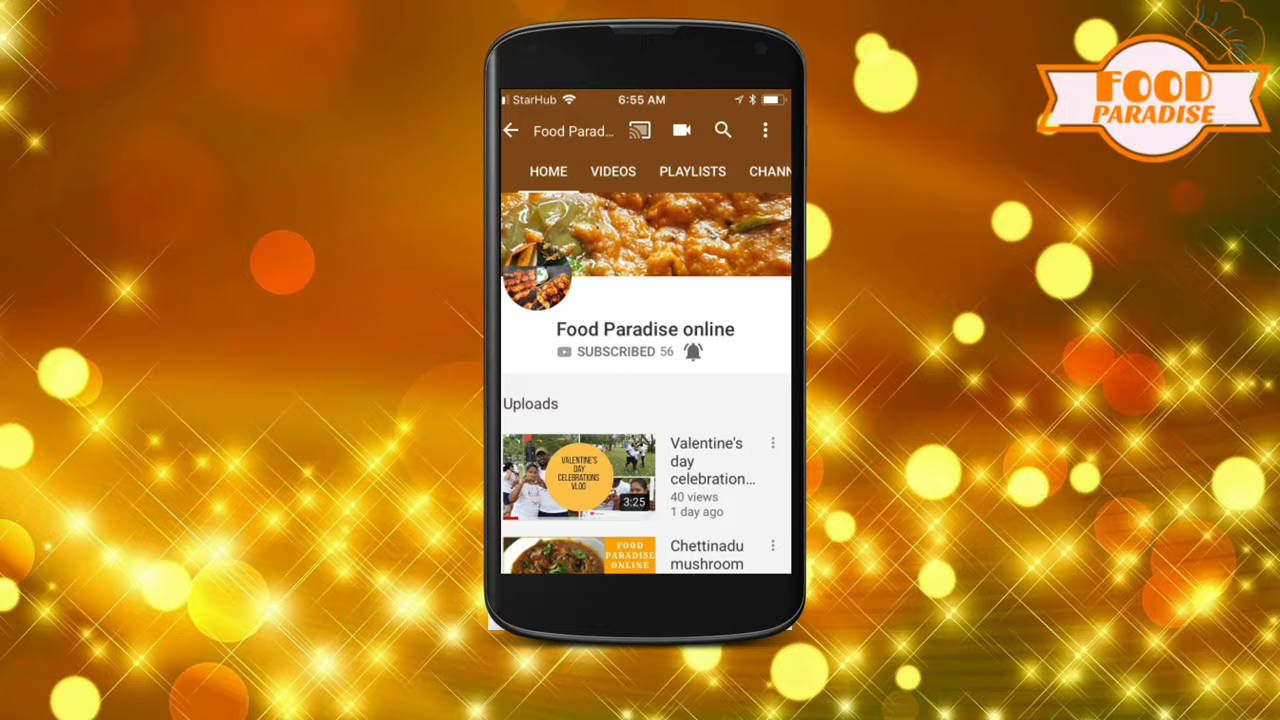 StarHub
6:55 AM
Food Parad...
HOME VIDEOS PLAYLISTS CHANN
Food Paradise online
SUBSCRIBED 56
Uploads
VALENTINE'S
DAY
CELEBRATIONS
VLOG
3:25
Valentine's
day
celebration...
40 views
1 day ago
FOOD
PARADISE
ONLINE
Chettinadu
mushroom
FOOD
PARADISE